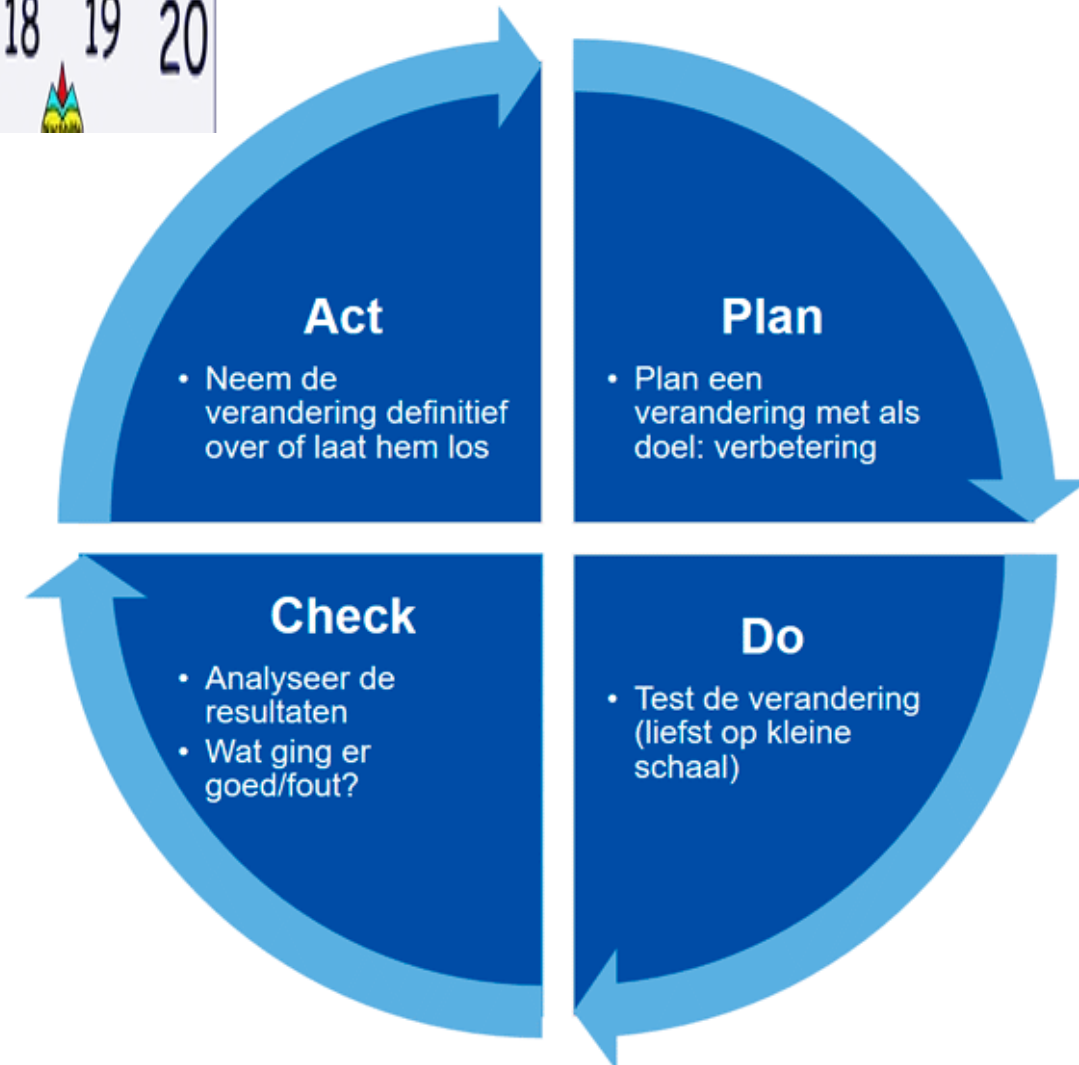 18 19 20
Act
• Neem de
verandering definitief
over of laat hem los
Plan
• Plan een
verandering met als
doel: verbetering
Check
• Analyseer de
resultaten
• Wat ging er
goed/fout?
Do
• Test de verandering
(liefst op kleine
schaal)